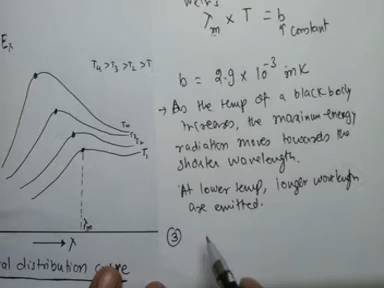 λm × T = b
↑ constant
b = 2.9 × 10⁻³ mK
Eλ
T4 > T3 > T2 > T
→ As the temp of a black body
increases, the maximum energy
radiation moves towards the
shorter wavelength.
At lower temp, longer wavelength
are emitted.
T4
T3
T2
T1
λm
→ λ
③
al distribution curve